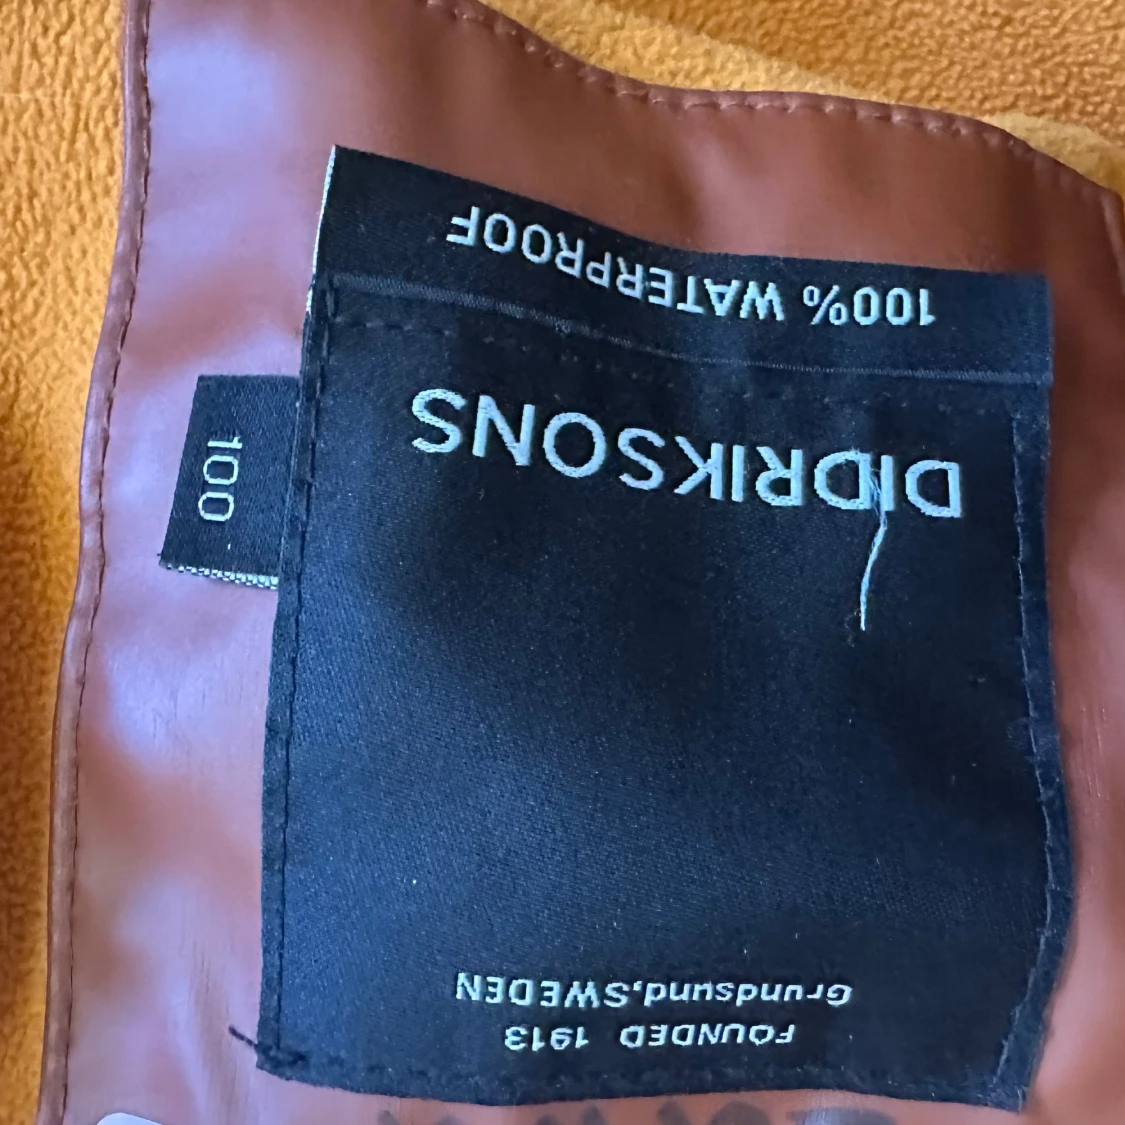 FOUNDED 1913
Grundsund,SWEDEN
DIDRIKSONS
100% WATERPROOF
100